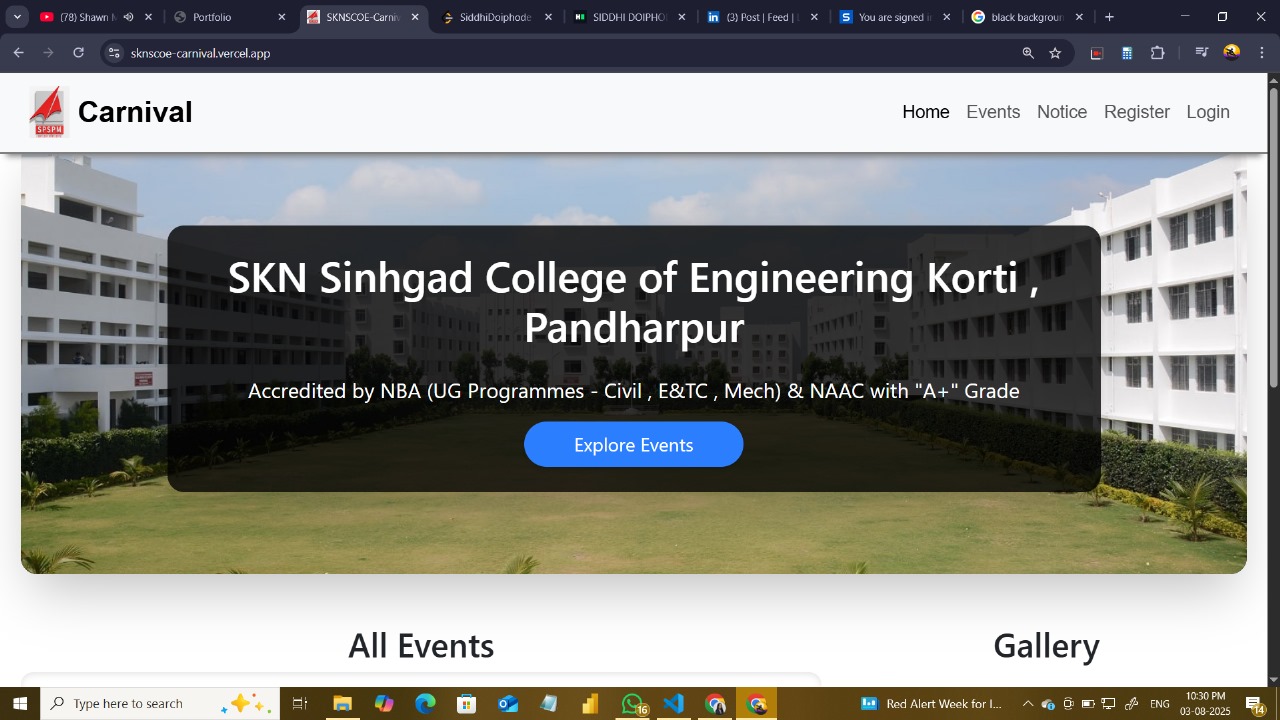 (78) Shawn M
Portfolio
SKNSCOE-Carniv
SiddhiDoiphode
SIDDHI DOIPHO
(3) Post | Feed | L
You are signed i
black backgroun
sknscoe-carnival.vercel.app
SPSPM
Carnival
Home
Events
Notice
Register
Login
SKN Sinhgad College of Engineering Korti ,
Pandharpur
Accredited by NBA (UG Programmes - Civil , E&TC , Mech) & NAAC with "A+" Grade
Explore Events
All Events
Gallery
Type here to search
16
Red Alert Week for I...
ENG
10:30 PM
03-08-2025
14